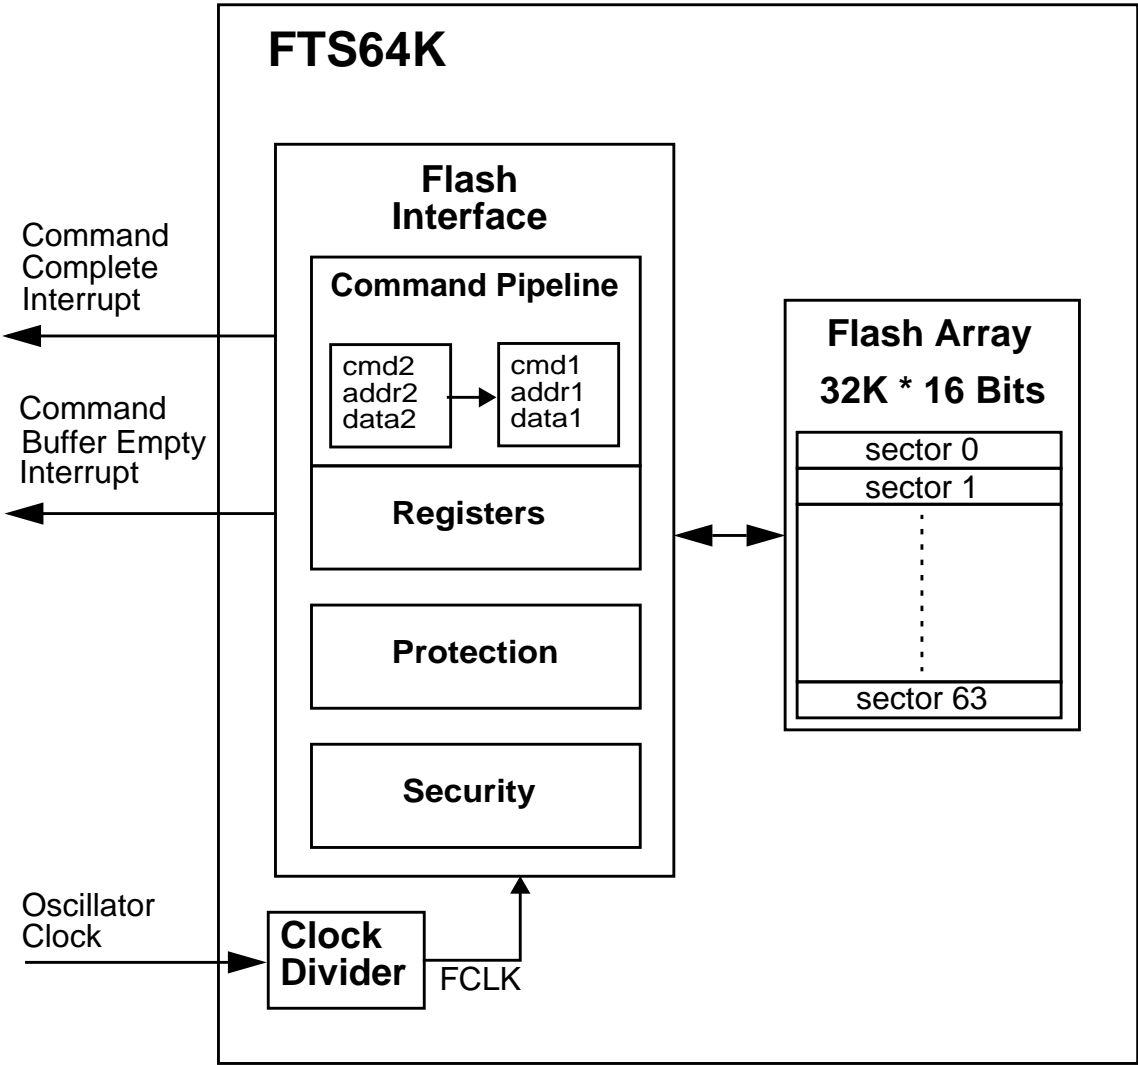 FTS64K
Flash
Interface
Command
Complete
Interrupt
Command Pipeline
cmd2
addr2
data2
cmd1
addr1
data1
Command
Buffer Empty
Interrupt
Registers
Protection
Security
Flash Array
32K * 16 Bits
sector 0
sector 1
sector 63
Oscillator
Clock
Clock
Divider
FCLK